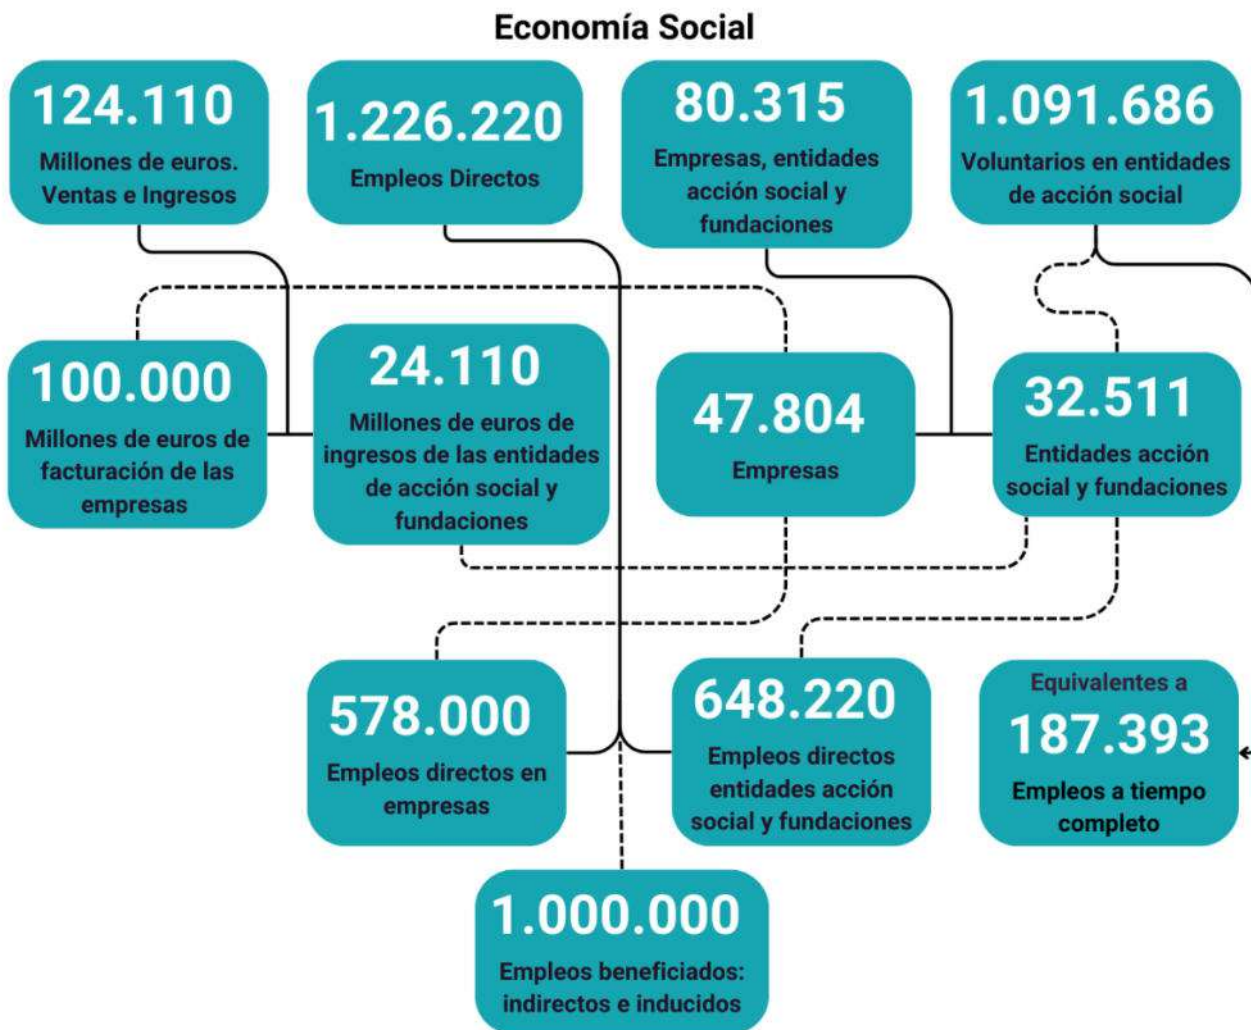 Economía Social
124.110
Millones de euros.
Ventas e Ingresos
1.226.220
Empleos Directos
80.315
Empresas, entidades
acción social y
fundaciones
1.091.686
Voluntarios en entidades
de acción social
100.000
Millones de euros de
facturación de las
empresas
24.110
Millones de euros de
ingresos de las entidades
de acción social y
fundaciones
47.804
Empresas
32.511
Entidades acción
social y fundaciones
578.000
Empleos directos en
empresas
648.220
Empleos directos
entidades acción
social y fundaciones
Equivalentes a
187.393
Empleos a tiempo
completo
1.000.000
Empleos beneficiados:
indirectos e inducidos